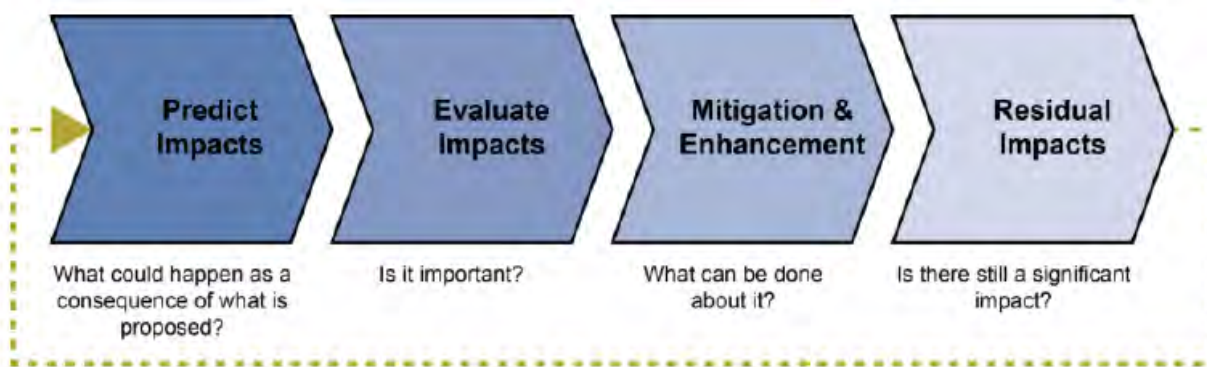 Predict
Impacts
Evaluate
Impacts
Mitigation &
Enhancement
Residual
Impacts
What could happen as a
consequence of what is
proposed?
Is it important?
What can be done
about it?
Is there still a significant
impact?